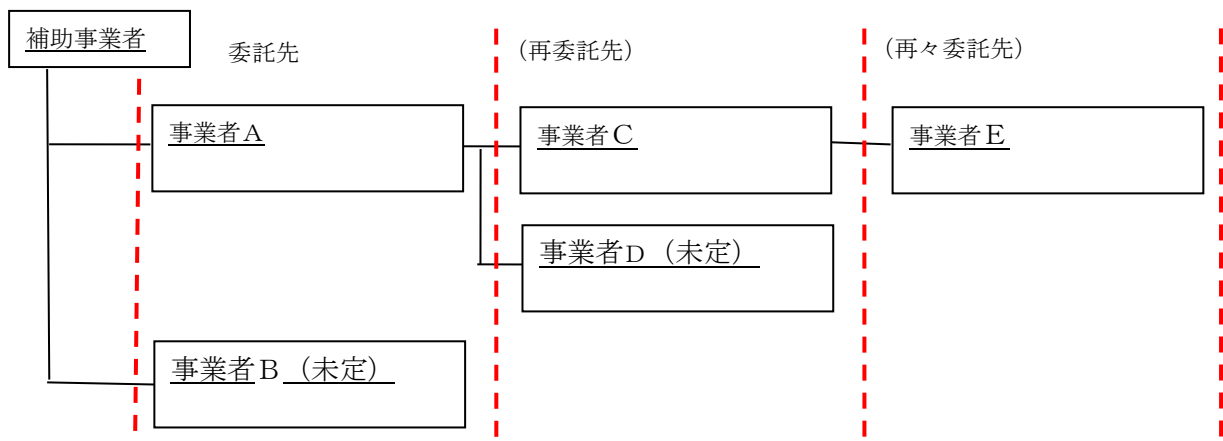 補助事業者
委託先
(再委託先)
(再々委託先)
事業者A
事業者C
事業者E
事業者D（未定）
事業者B（未定）